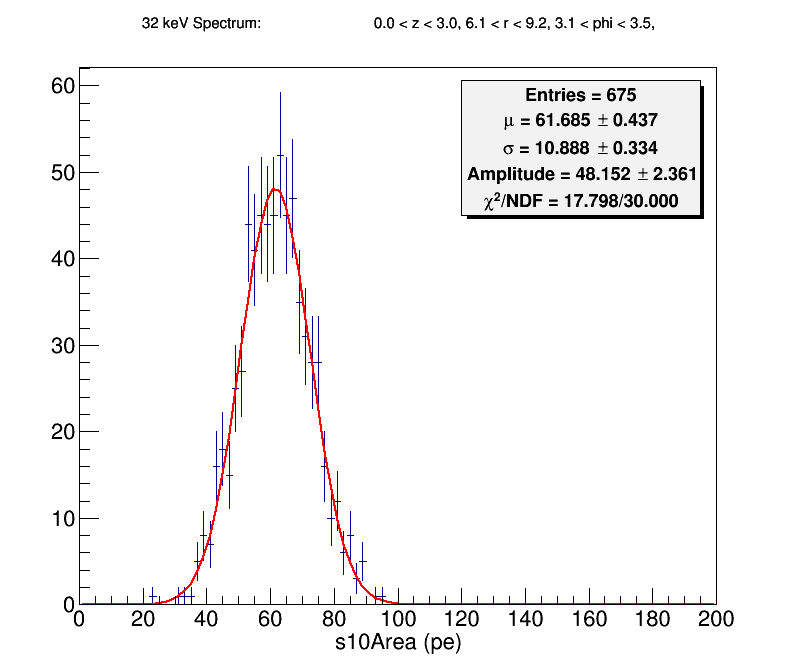 32 keV Spectrum: 0.0 < z < 3.0, 6.1 < r < 9.2, 3.1 < phi < 3.5,
Entries = 675
μ = 61.685 ± 0.437
σ = 10.888 ± 0.334
Amplitude = 48.152 ± 2.361
χ²/NDF = 17.798/30.000
60
50
40
30
20
10
0
0 20 40 60 80 100 120 140 160 180 200
s10Area (pe)